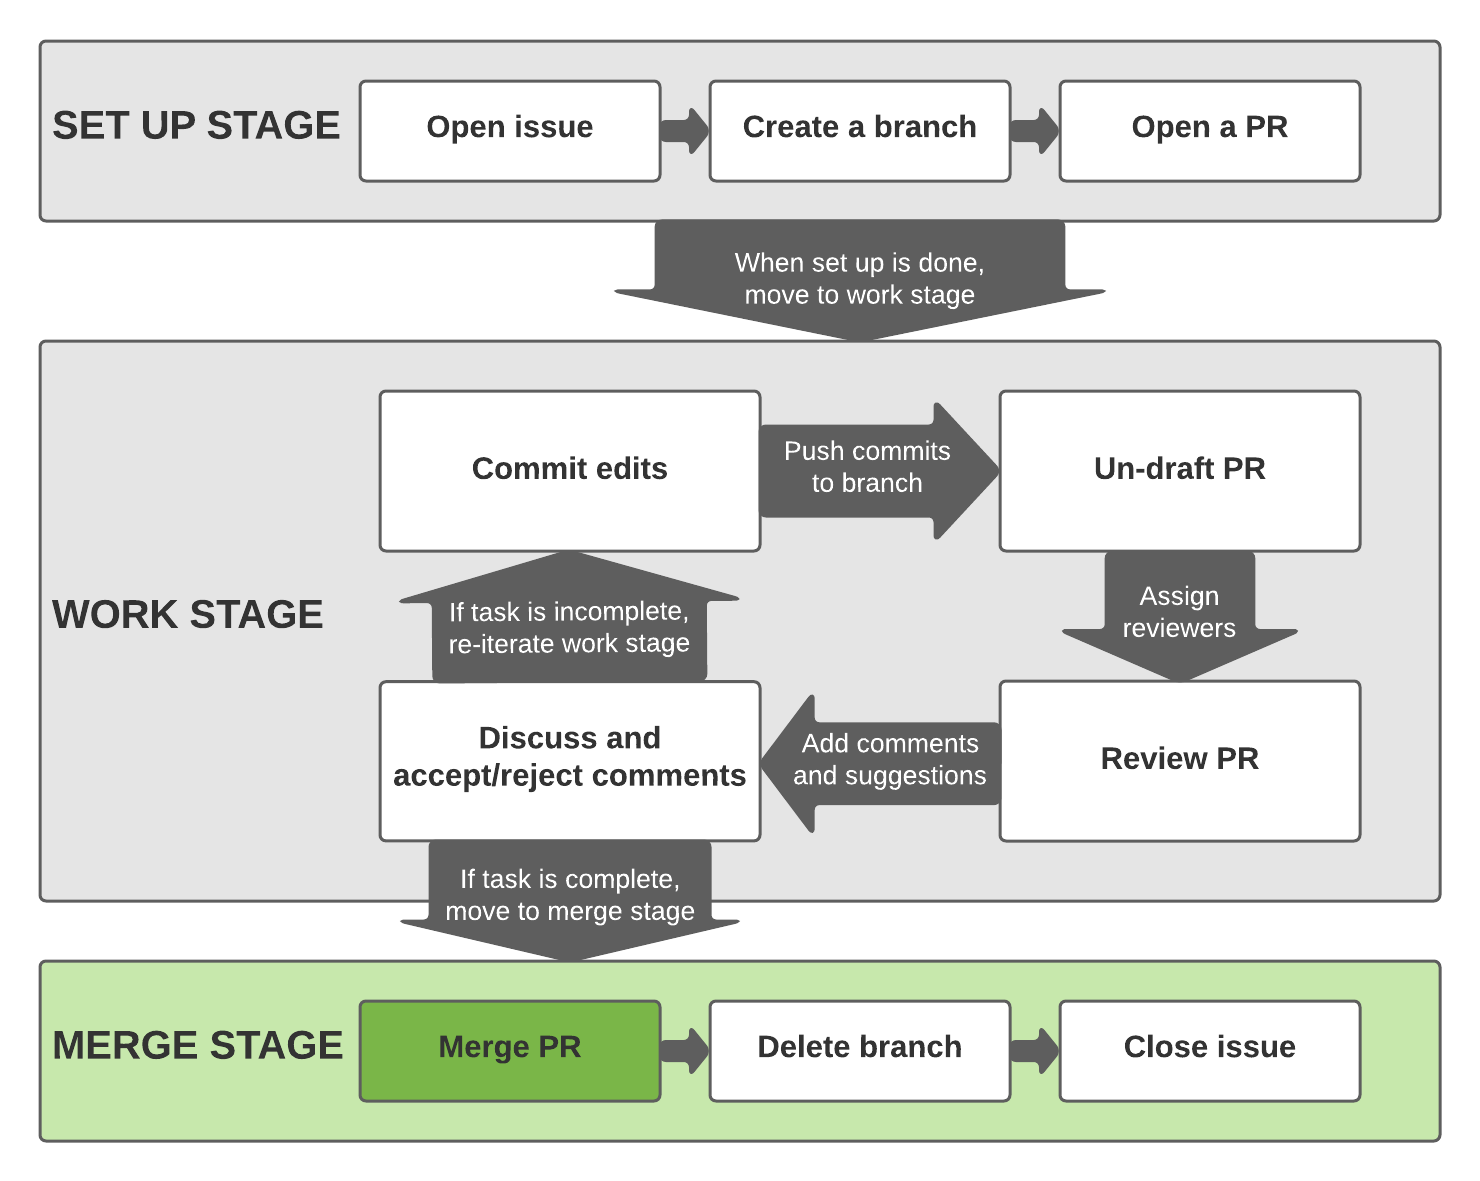 SET UP STAGE
Open issue
Create a branch
Open a PR
When set up is done,
move to work stage
WORK STAGE
Commit edits
Push commits
to branch
Un-draft PR
Assign
reviewers
Review PR
Add comments
and suggestions
Discuss and
accept/reject comments
If task is incomplete,
re-iterate work stage
If task is complete,
move to merge stage
MERGE STAGE
Merge PR
Delete branch
Close issue